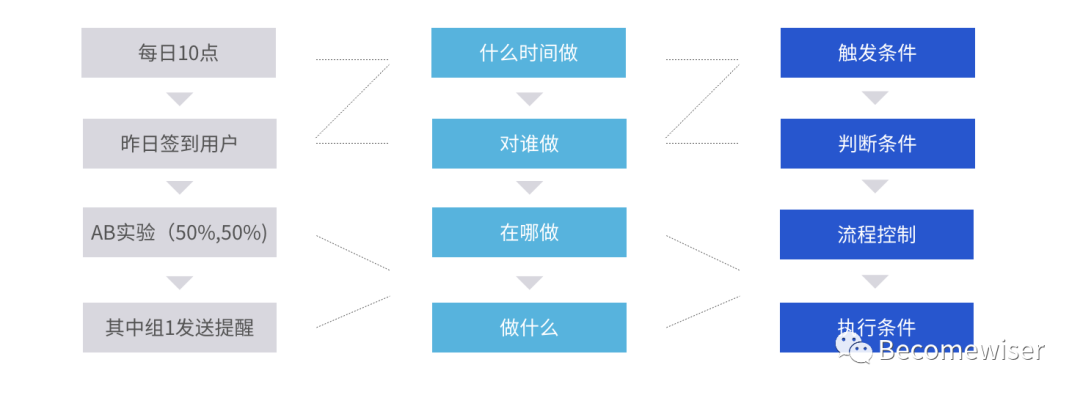 每日10点
昨日签到用户
AB实验（50%,50%)
其中组1发送提醒
什么时间做
对谁做
在哪做
做什么
触发条件
判断条件
流程控制
执行条件
Becomewiser